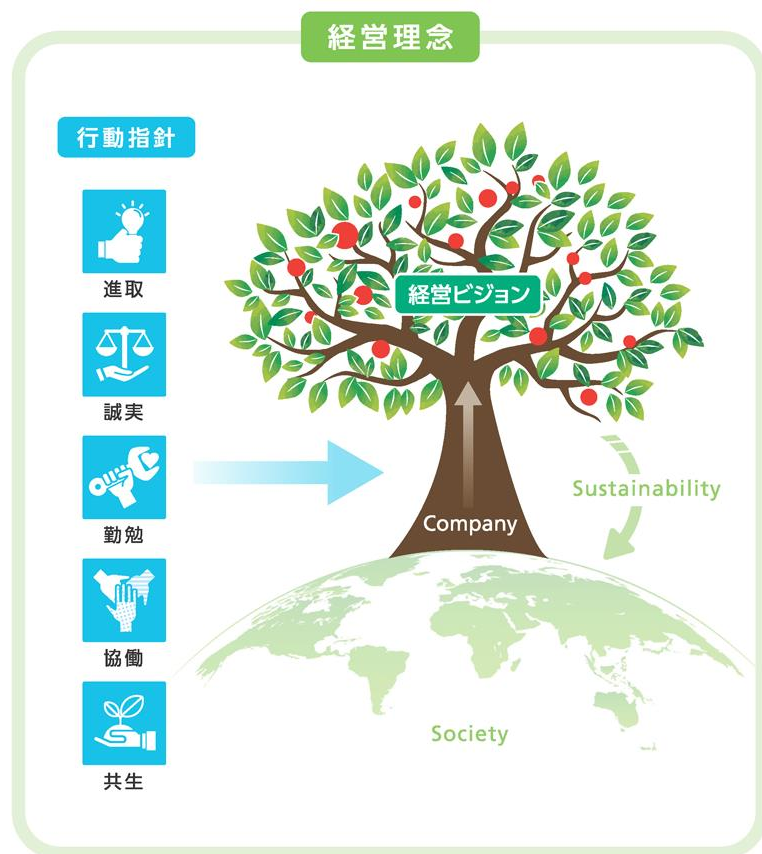 経営理念
行動指針
進取
誠実
勤勉
協働
共生
経営ビジョン
Company
Sustainability
Society